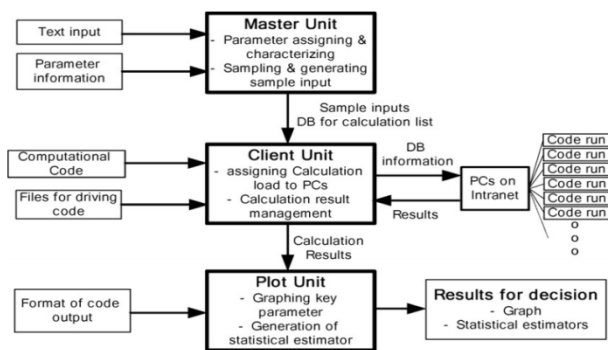 Text input
Parameter
information
Master Unit
- Parameter assigning &
characterizing
- Sampling & generating
sample input
Sample inputs
DB for calculation list
Computational
Code
Files for driving
code
Client Unit
- assigning Calculation
load to PCs
- Calculation result
management
DB
information
Results
PCs on
Intranet
Code run
Code run
Code run
Code run
Code run
Code run
o
o
o
Calculation
Results
Format of code
output
Plot Unit
- Graphing key
parameter
- Generation of
statistical estimator
Results for decision
- Graph
- Statistical estimators